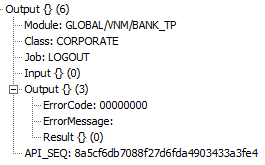 Output {} (6)
Module: GLOBAL/VNM/BANK_TP
Class: CORPORATE
Job: LOGOUT
Input {} (0)
Output {} (3)
ErrorCode: 00000000
ErrorMessage:
Result {} (0)
API_SEQ: 8a5cf6db7088f27d6fda4903433a3fe4